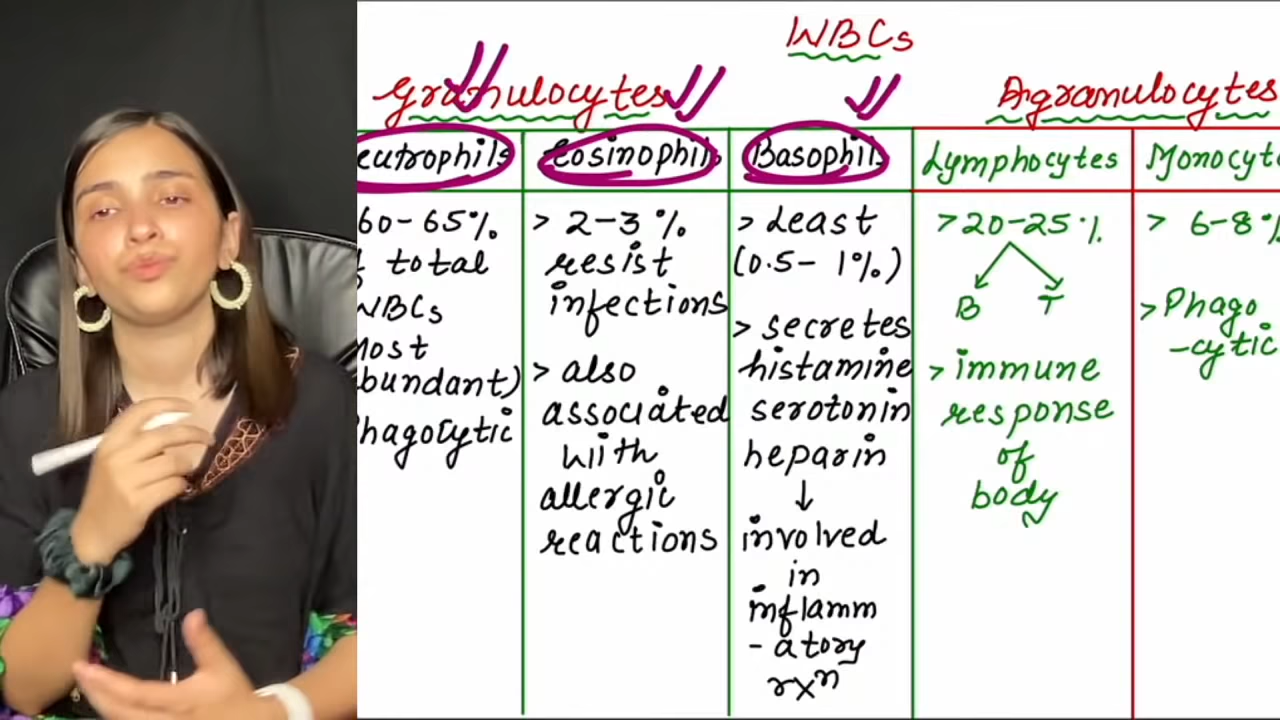 WBCs
Granulocytes
Agranulocytes
eutrophils
Eosinophils
Basophils
Lymphocytes
Monocyt
60-65%
total
WBCs
most
bundant)
hagocytic
> 2-3 %
resist
infections
> also
associated
with
allergic
reactions
> Least
(0.5- 1%)
> secretes
histamine
serotonin
heparin
↓
involved
in
inflamm
-atory
rxn
> 20-25%
B T
> immune
response
of
body
> 6-8%
> Phago
-cytic